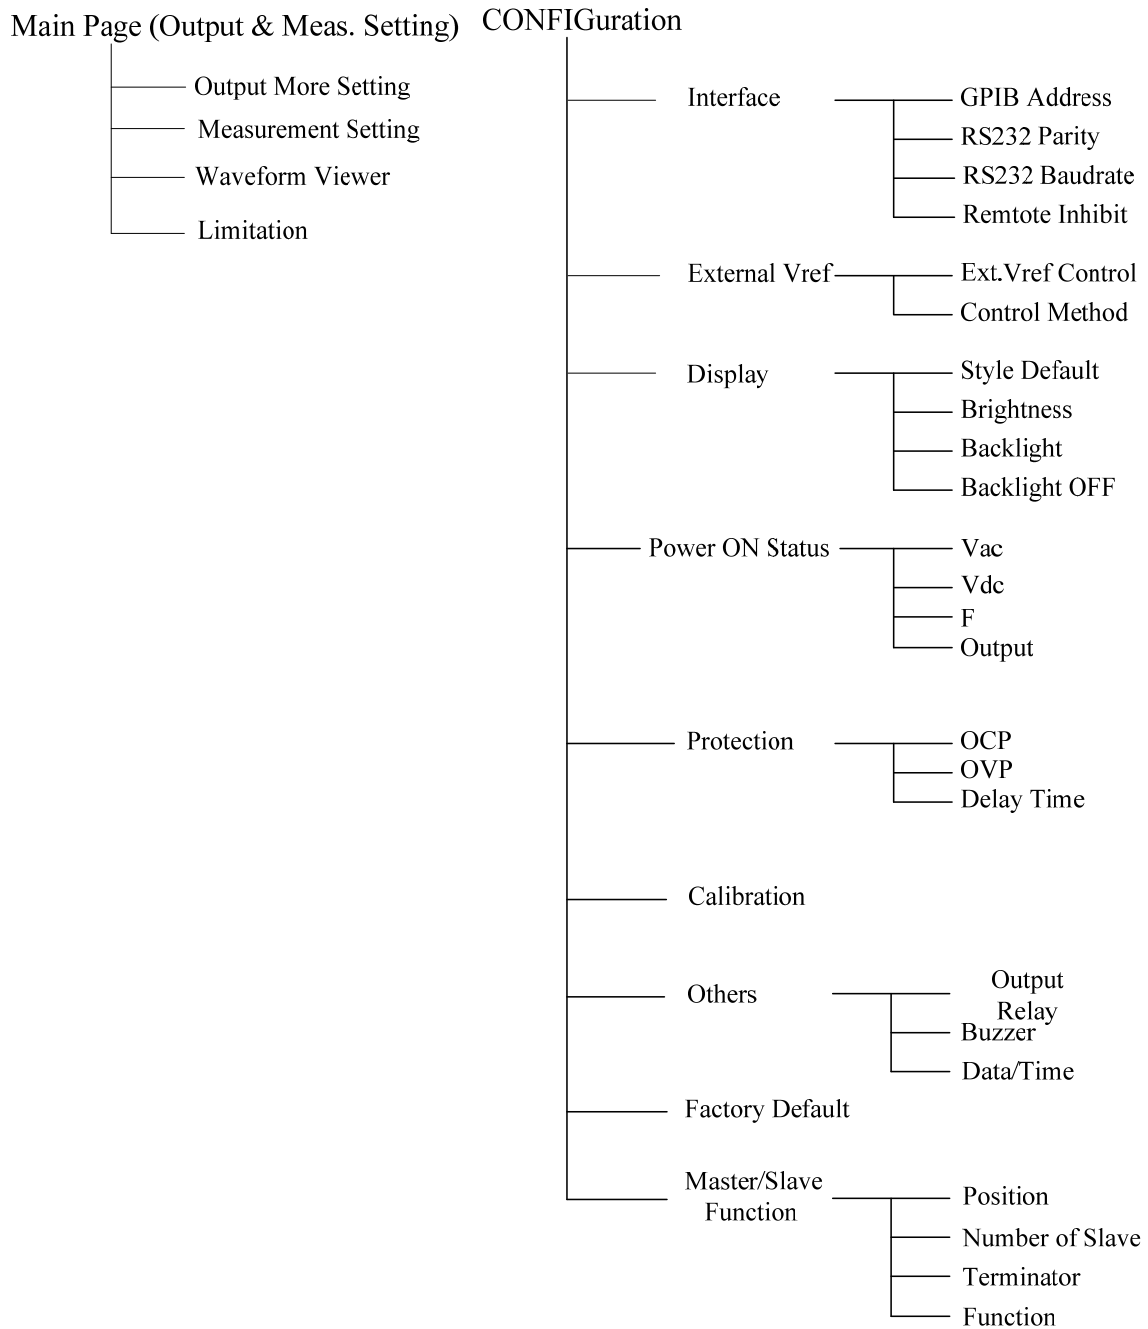 Main Page (Output & Meas. Setting)
Output More Setting
Measurement Setting
Waveform Viewer
Limitation
CONFIGuration
Interface
GPIB Address
RS232 Parity
RS232 Baudrate
Remtote Inhibit
External Vref
Ext.Vref Control
Control Method
Display
Style Default
Brightness
Backlight
Backlight OFF
Power ON Status
Vac
Vdc
F
Output
Protection
OCP
OVP
Delay Time
Calibration
Others
Output
Relay
Buzzer
Data/Time
Factory Default
Master/Slave
Function
Position
Number of Slave
Terminator
Function